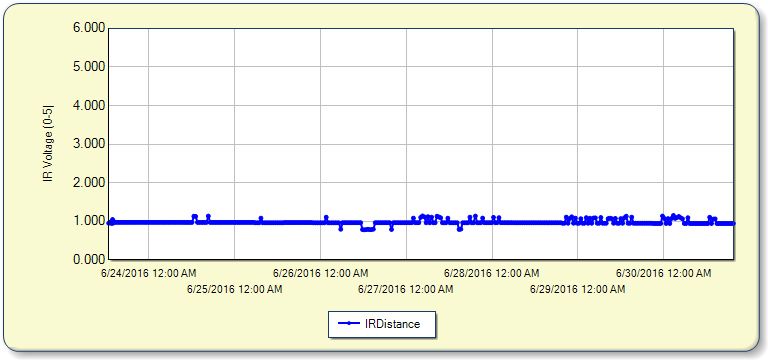 6.000
5.000
4.000
3.000
2.000
1.000
0.000
IR Voltage (0-5|
6/24/2016 12:00 AM
6/26/2016 12:00 AM
6/28/2016 12:00 AM
6/30/2016 12:00 AM
6/25/2016 12:00 AM
6/27/2016 12:00 AM
6/29/2016 12:00 AM
IRDistance